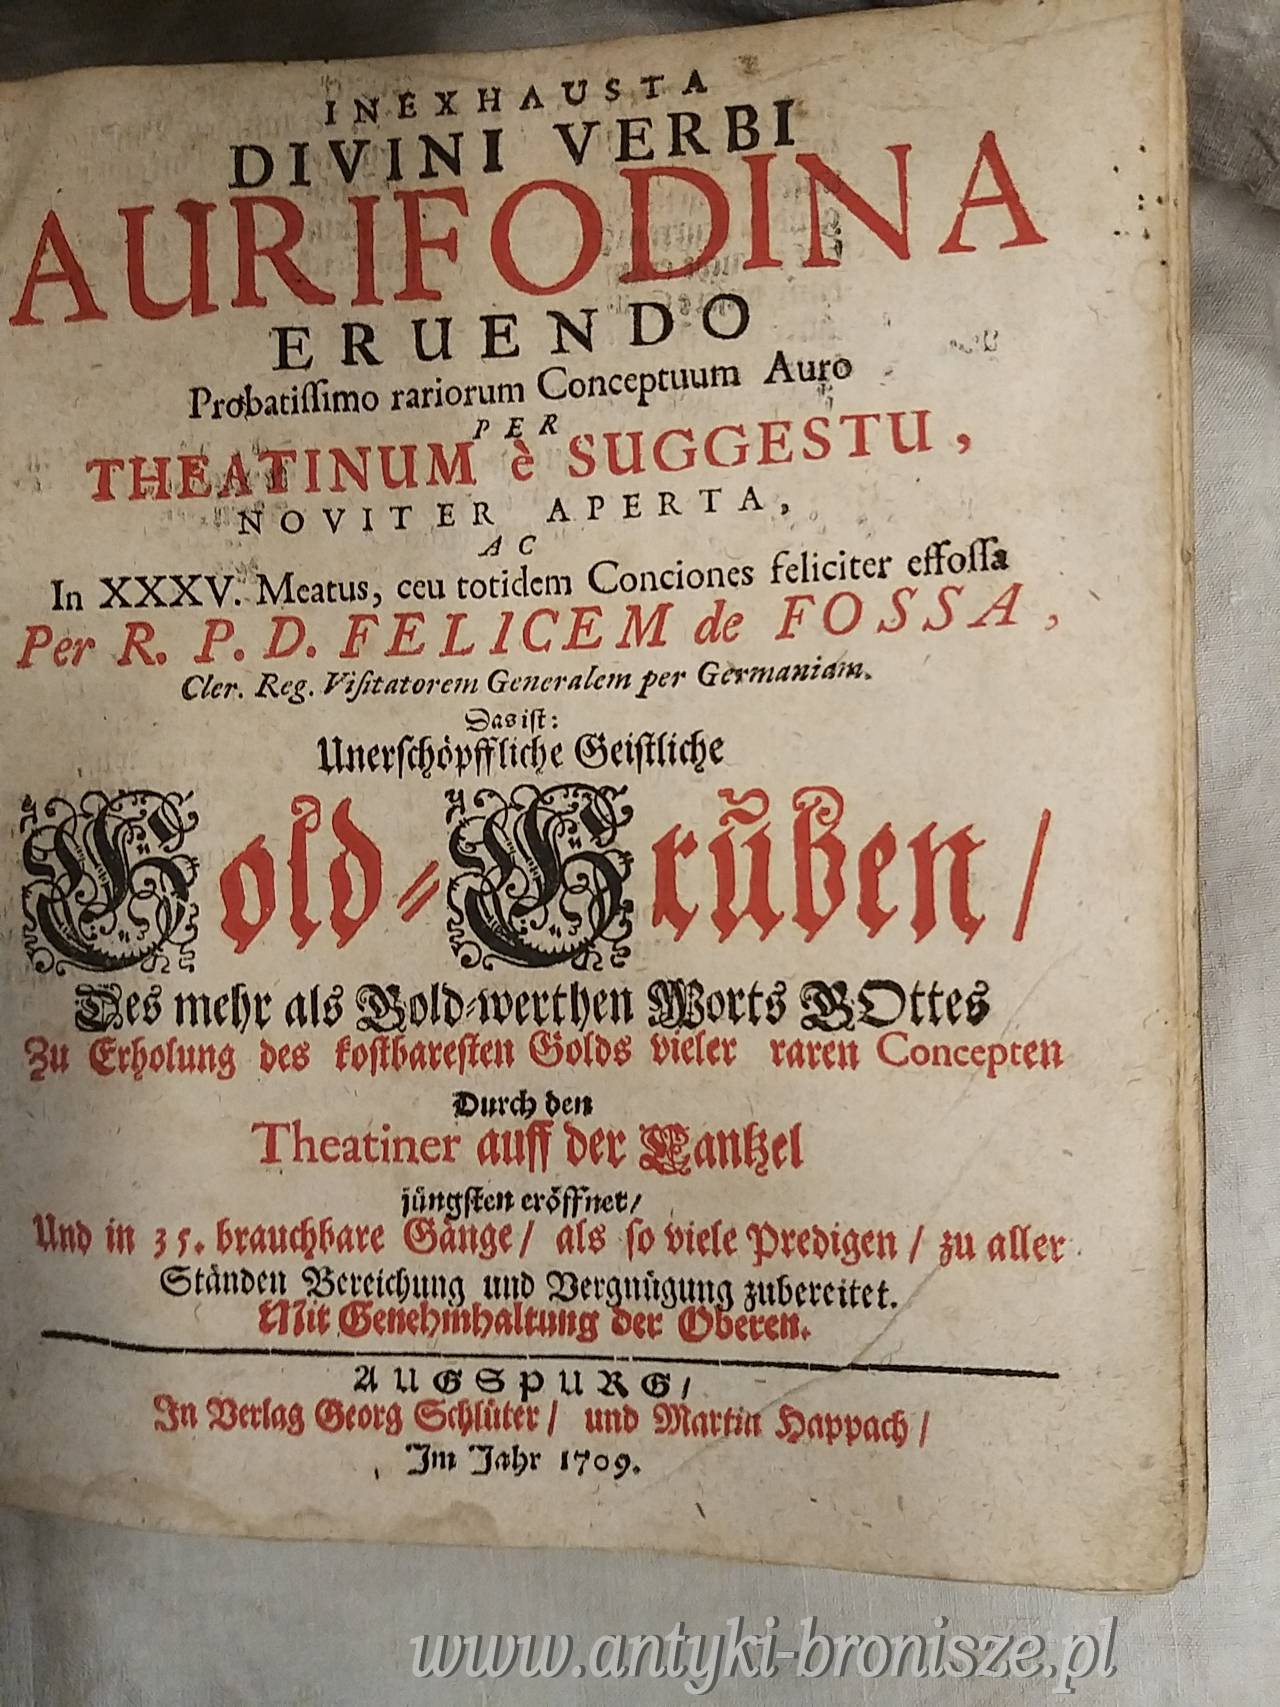 INEXHAUSTA
DIVINI VERBI
AURIFODINA
ERUENDO
Probatiſſimo rariorum Conceptuum Auro
PER
THEATINUM è SUGGESTU,
NOVITER APERTA,
AC
In XXXV. Meatus, ceu totidem Conciones feliciter effoſſa
Per R. P. D. FELICEM de FOSSA,
Cler. Reg. Viſitatorem Generalem per Germaniam.
Das iſt:
Unerſchöpffliche Geiſtliche
Gold-Grůben/
Des mehr als Gold-werthen Worts GOttes
Zu Erholung des koſtbareſten Golds vieler raren Concepten
Durch den
Theatiner auff der Cantzel
jüngſten eröffnet/
Und in 35. brauchbare Gänge/ als ſo viele Predigen/ zu aller
Ständen Bereichung und Vergnügung zubereitet.
Mit Genehmhaltung der Oberen.
AUGSPURG/
In Verlag Georg Schlüter/ und Martin Happach/
Im Jahr 1709.
www.antyki-bronisze.pl